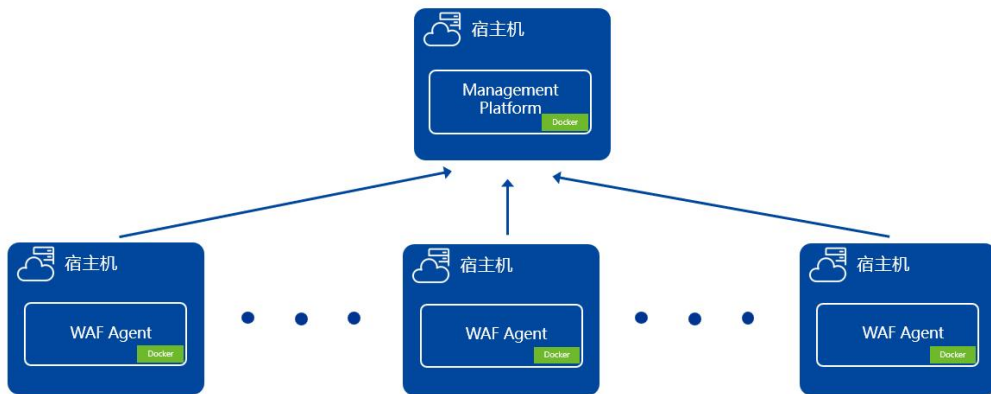 宿主机
Management
Platform
Docker
宿主机
WAF Agent
Docker
宿主机
WAF Agent
Docker
宿主机
WAF Agent
Docker